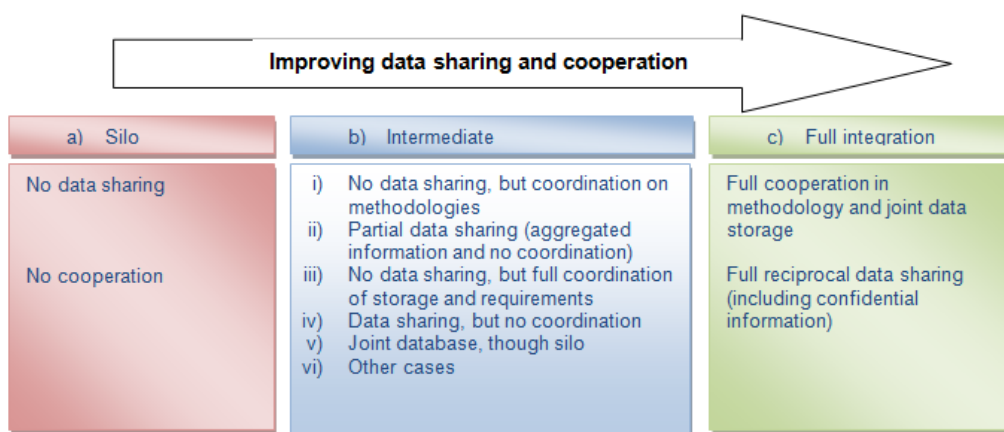 Improving data sharing and cooperation
a) Silo
No data sharing
No cooperation
b) Intermediate
i) No data sharing, but coordination on
methodologies
ii) Partial data sharing (aggregated
information and no coordination)
iii) No data sharing, but full coordination
of storage and requirements
iv) Data sharing, but no coordination
v) Joint database, though silo
vi) Other cases
c) Full integration
Full cooperation in
methodology and joint data
storage
Full reciprocal data sharing
(including confidential
information)